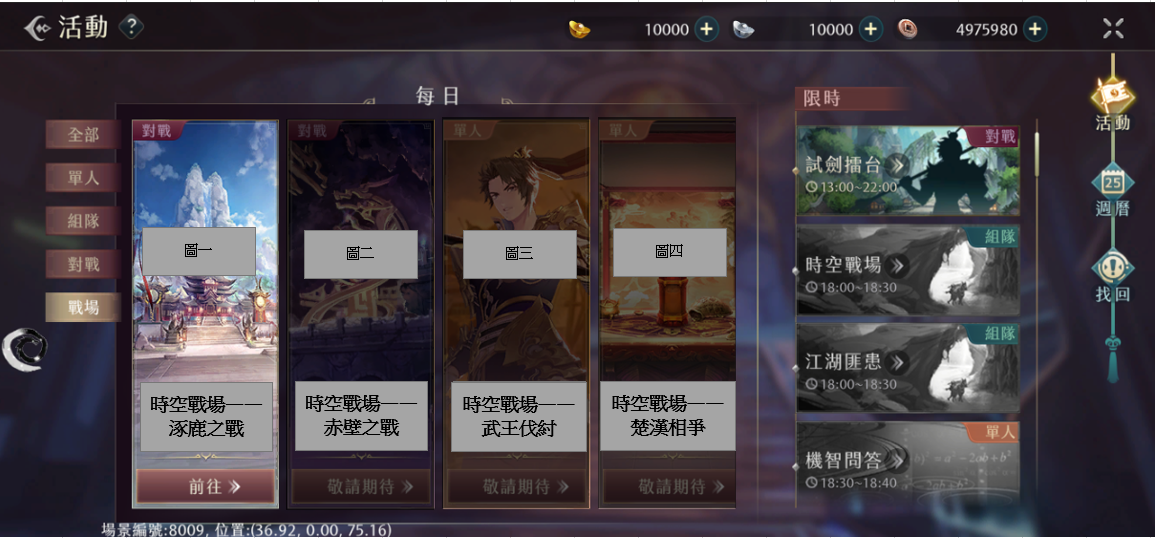 活動 ?
10000 +
10000 +
4975980 +
每日
全部
單人
組隊
對戰
戰場
對戰
圖一
時空戰場——
涿鹿之戰
前往
對戰
圖二
時空戰場——
赤壁之戰
敬請期待
單人
圖三
時空戰場——
武王伐紂
敬請期待
單人
圖四
時空戰場——
楚漢相爭
敬請期待
限時
對戰
試劍擂台
13:00~22:00
組隊
時空戰場
18:00~18:30
組隊
江湖匪患
18:00~18:30
單人
機智問答
18:30~18:40
活動
25
週曆
找回
場景編號:8009, 位置:(36.92, 0.00, 75.16)